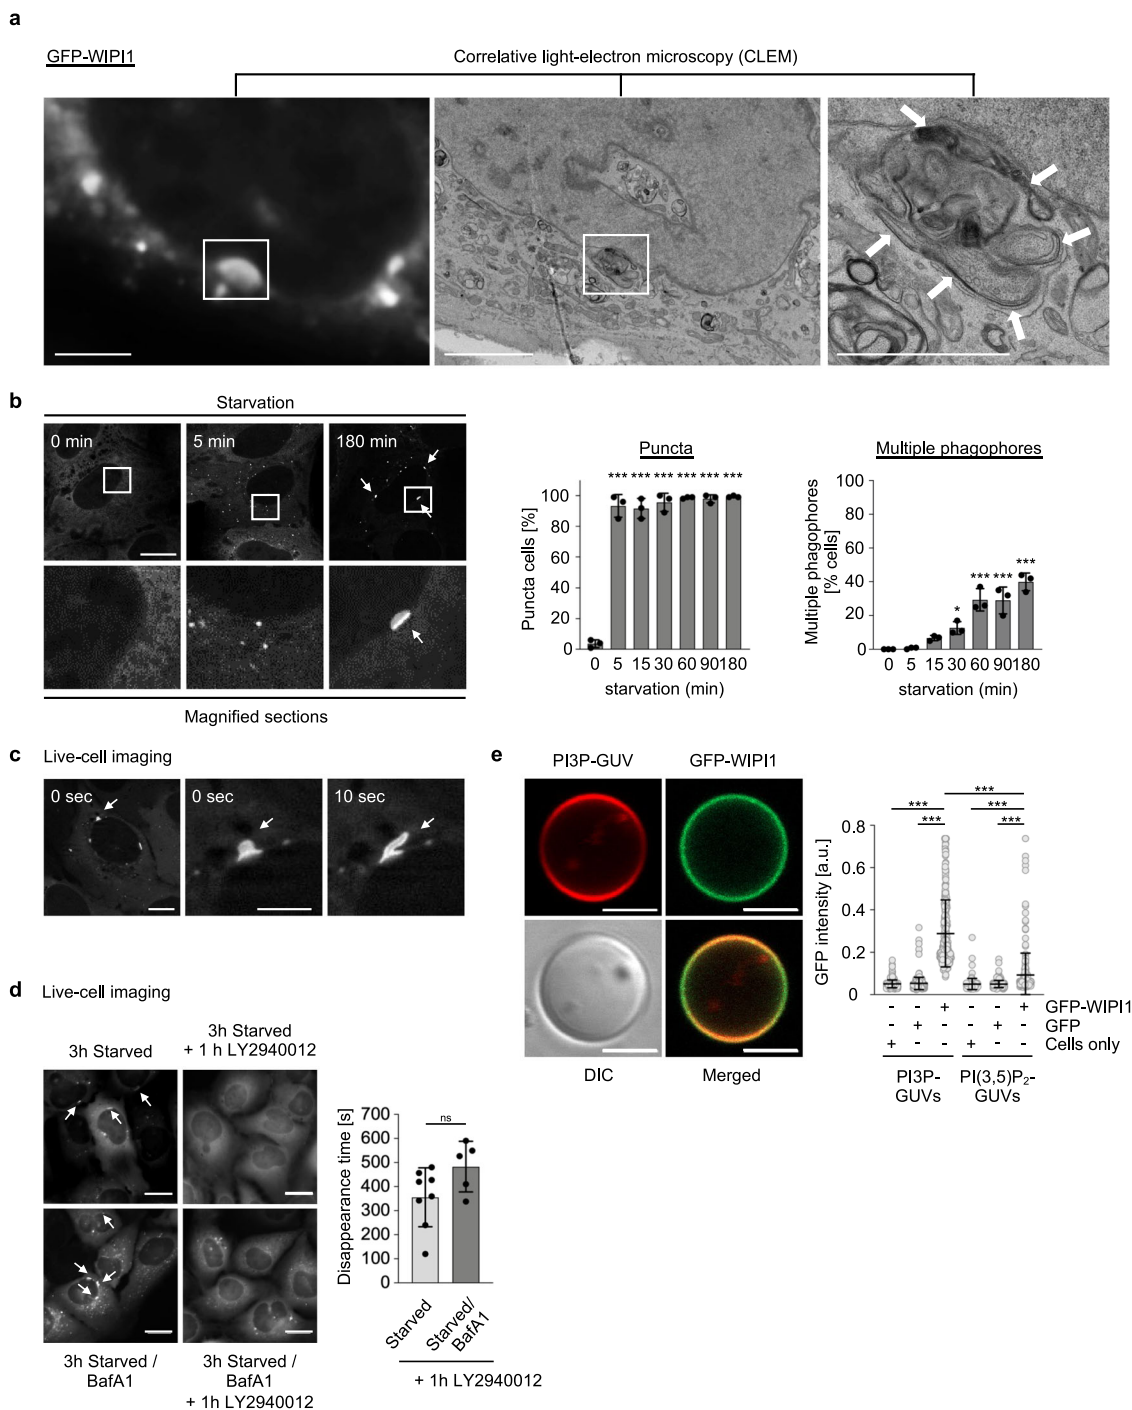 a
GFP-WIPI1
Correlative light-electron microscopy (CLEM)
b
Starvation
0 min
5 min
180 min
Magnified sections
Puncta
*** *** *** *** *** ***
Puncta cells [%]
100
80
60
40
20
0
0 5 15 30 60 90 180
starvation (min)
Multiple phagophores
Multiple phagophores
[% cells]
100
80
60
40
20
0
* *** *** ***
0 5 15 30 60 90 180
starvation (min)
c
Live-cell imaging
0 sec
0 sec
10 sec
d
Live-cell imaging
3h Starved
3h Starved
+ 1 h LY2940012
3h Starved /
BafA1
3h Starved /
BafA1
+ 1h LY2940012
Disappearance time [s]
700
600
500
400
300
200
100
0
ns
Starved
Starved/
BafA1
+ 1h LY2940012
e
PI3P-GUV
GFP-WIPI1
DIC
Merged
***
*** ***
*** ***
GFP intensity [a.u.]
0.8
0.6
0.4
0.2
0
- - + - - + GFP-WIPI1
- + - - + - GFP
+ - - + - - Cells only
PI3P-
GUVs
PI(3,5)P2-
GUVs